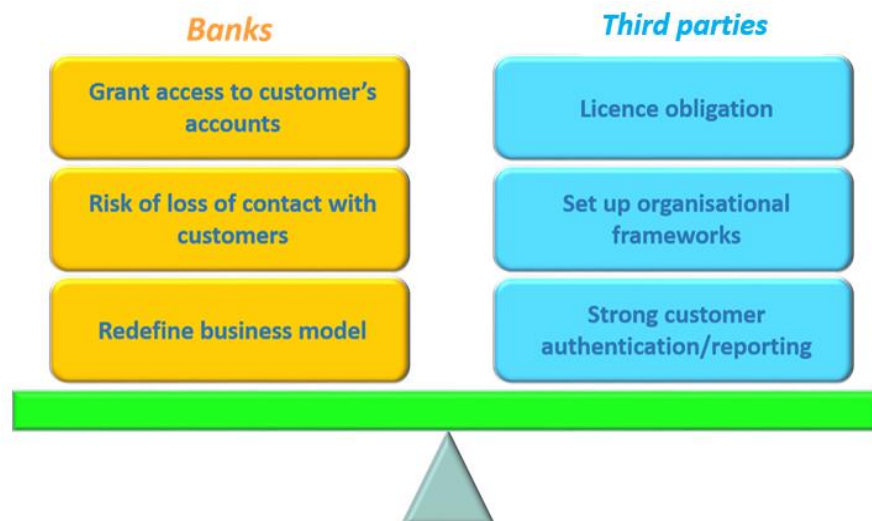 Banks
Third parties
Grant access to customer's
accounts
Licence obligation
Risk of loss of contact with
customers
Set up organisational
frameworks
Redefine business model
Strong customer
authentication/reporting